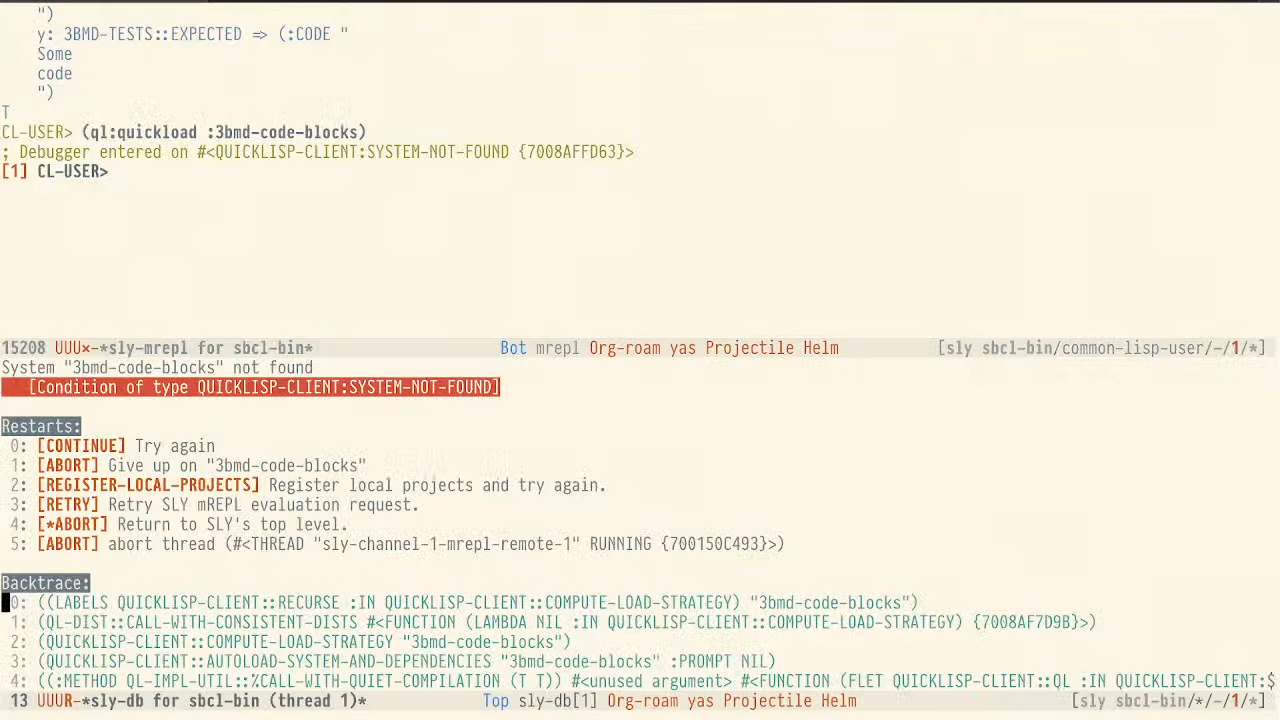 ")
y: 3BMD-TESTS::EXPECTED => (:CODE "
Some
code
")
T
CL-USER> (ql:quickload :3bmd-code-blocks)
; Debugger entered on #<QUICKLISP-CLIENT:SYSTEM-NOT-FOUND {7008AFFD63}>
[1] CL-USER>
15208 UUU×-*sly-mrepl for sbcl-bin* Bot mrepl Org-roam yas Projectile Helm [sly sbcl-bin/common-lisp-user/-/1/*]
System "3bmd-code-blocks" not found
[Condition of type QUICKLISP-CLIENT:SYSTEM-NOT-FOUND]
Restarts:
0: [CONTINUE] Try again
1: [ABORT] Give up on "3bmd-code-blocks"
2: [REGISTER-LOCAL-PROJECTS] Register local projects and try again.
3: [RETRY] Retry SLY mREPL evaluation request.
4: [*ABORT] Return to SLY's top level.
5: [ABORT] abort thread (#<THREAD "sly-channel-1-mrepl-remote-1" RUNNING {700150C493}>)
Backtrace:
0: ((LABELS QUICKLISP-CLIENT::RECURSE :IN QUICKLISP-CLIENT::COMPUTE-LOAD-STRATEGY) "3bmd-code-blocks")
1: (QL-DIST::CALL-WITH-CONSISTENT-DISTS #<FUNCTION (LAMBDA NIL :IN QUICKLISP-CLIENT::COMPUTE-LOAD-STRATEGY) {7008AF7D9B}>)
2: (QUICKLISP-CLIENT::COMPUTE-LOAD-STRATEGY "3bmd-code-blocks")
3: (QUICKLISP-CLIENT::AUTOLOAD-SYSTEM-AND-DEPENDENCIES "3bmd-code-blocks" :PROMPT NIL)
4: ((:METHOD QL-IMPL-UTIL::%CALL-WITH-QUIET-COMPILATION (T T)) #<unused argument> #<FUNCTION (FLET QUICKLISP-CLIENT::QL :IN QUICKLISP-CLIENT:$
13 UUUR-*sly-db for sbcl-bin (thread 1)* Top sly-db[1] Org-roam yas Projectile Helm [sly sbcl-bin/*/-/1/*]